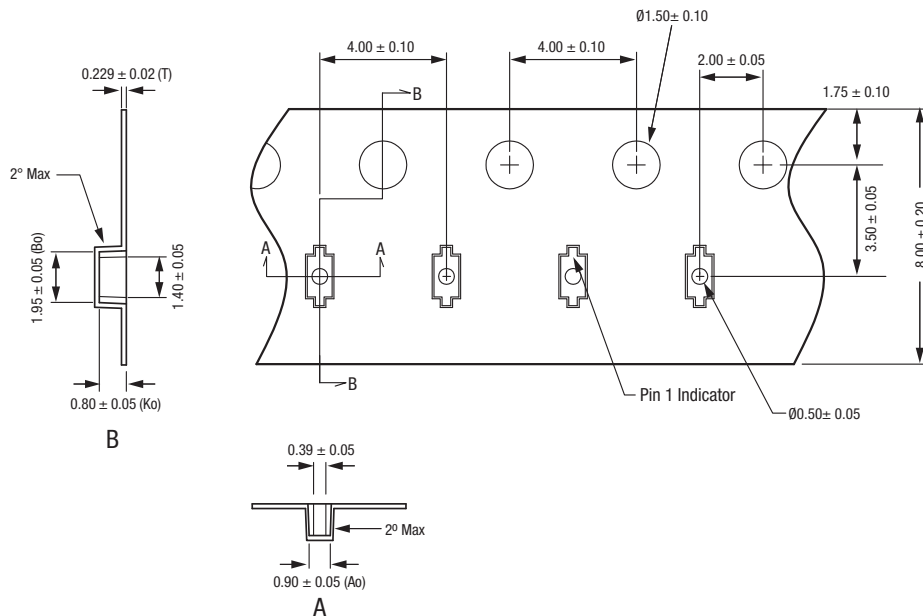 Ø1.50± 0.10
4.00 ± 0.10
4.00 ± 0.10
2.00 ± 0.05
0.229 ± 0.02 (T)
B
1.75 ± 0.10
2° Max
A
A
1.95 ± 0.05 (Bo)
1.40 ± 0.05
3.50 ± 0.05
8.00 ± 0.20
B
Pin 1 Indicator
0.80 ± 0.05 (Ko)
Ø0.50± 0.05
B
0.39 ± 0.05
2º Max
0.90 ± 0.05 (Ao)
A